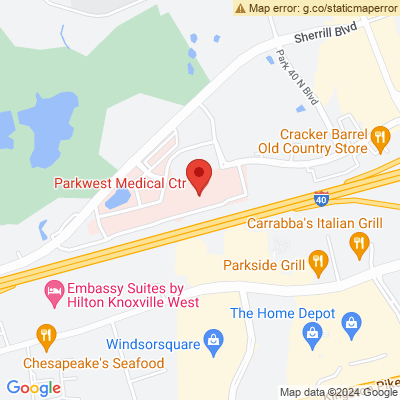 Map error: g.co/staticmaperror
Sherrill Blvd
Park 40 N Blvd
Cracker Barrel
Old Country Store
Parkwest Medical Ctr
40
Carrabba's Italian Grill
Parkside Grill
Embassy Suites by
Hilton Knoxville West
The Home Depot
Windsorsquare
Chesapeake's Seafood
Google
Map data ©2024 Google